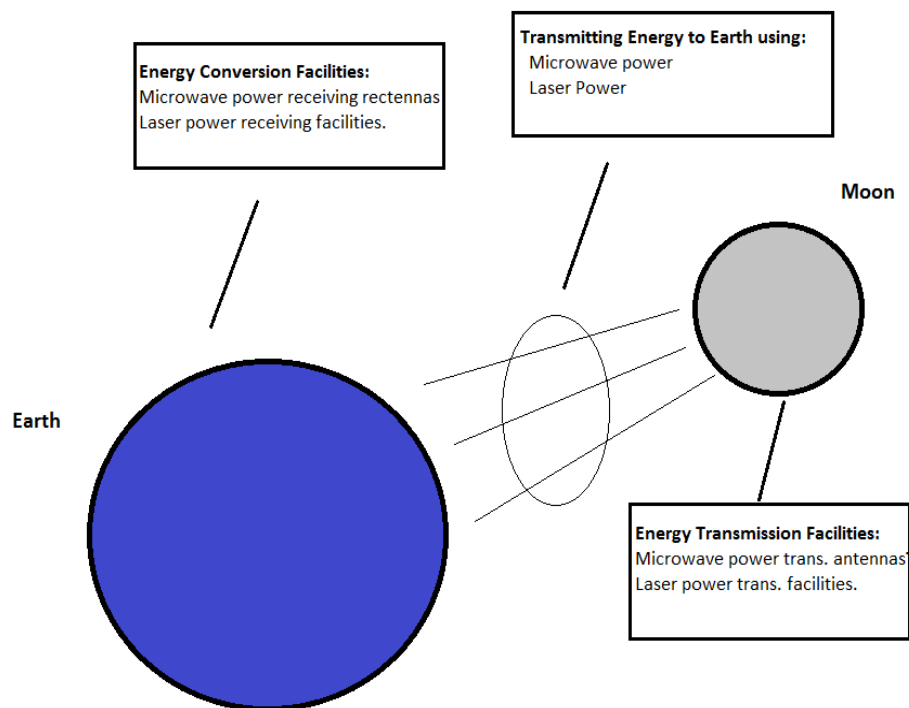 Energy Conversion Facilities:
Microwave power receiving rectennas
Laser power receiving facilities.
Transmitting Energy to Earth using:
Microwave power
Laser Power
Moon
Earth
Energy Transmission Facilities:
Microwave power trans. antennas
Laser power trans. facilities.